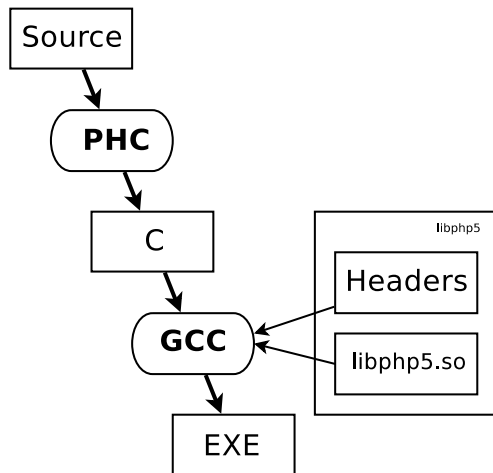 Source
PHC
C
libphp5
Headers
GCC
libphp5.so
EXE